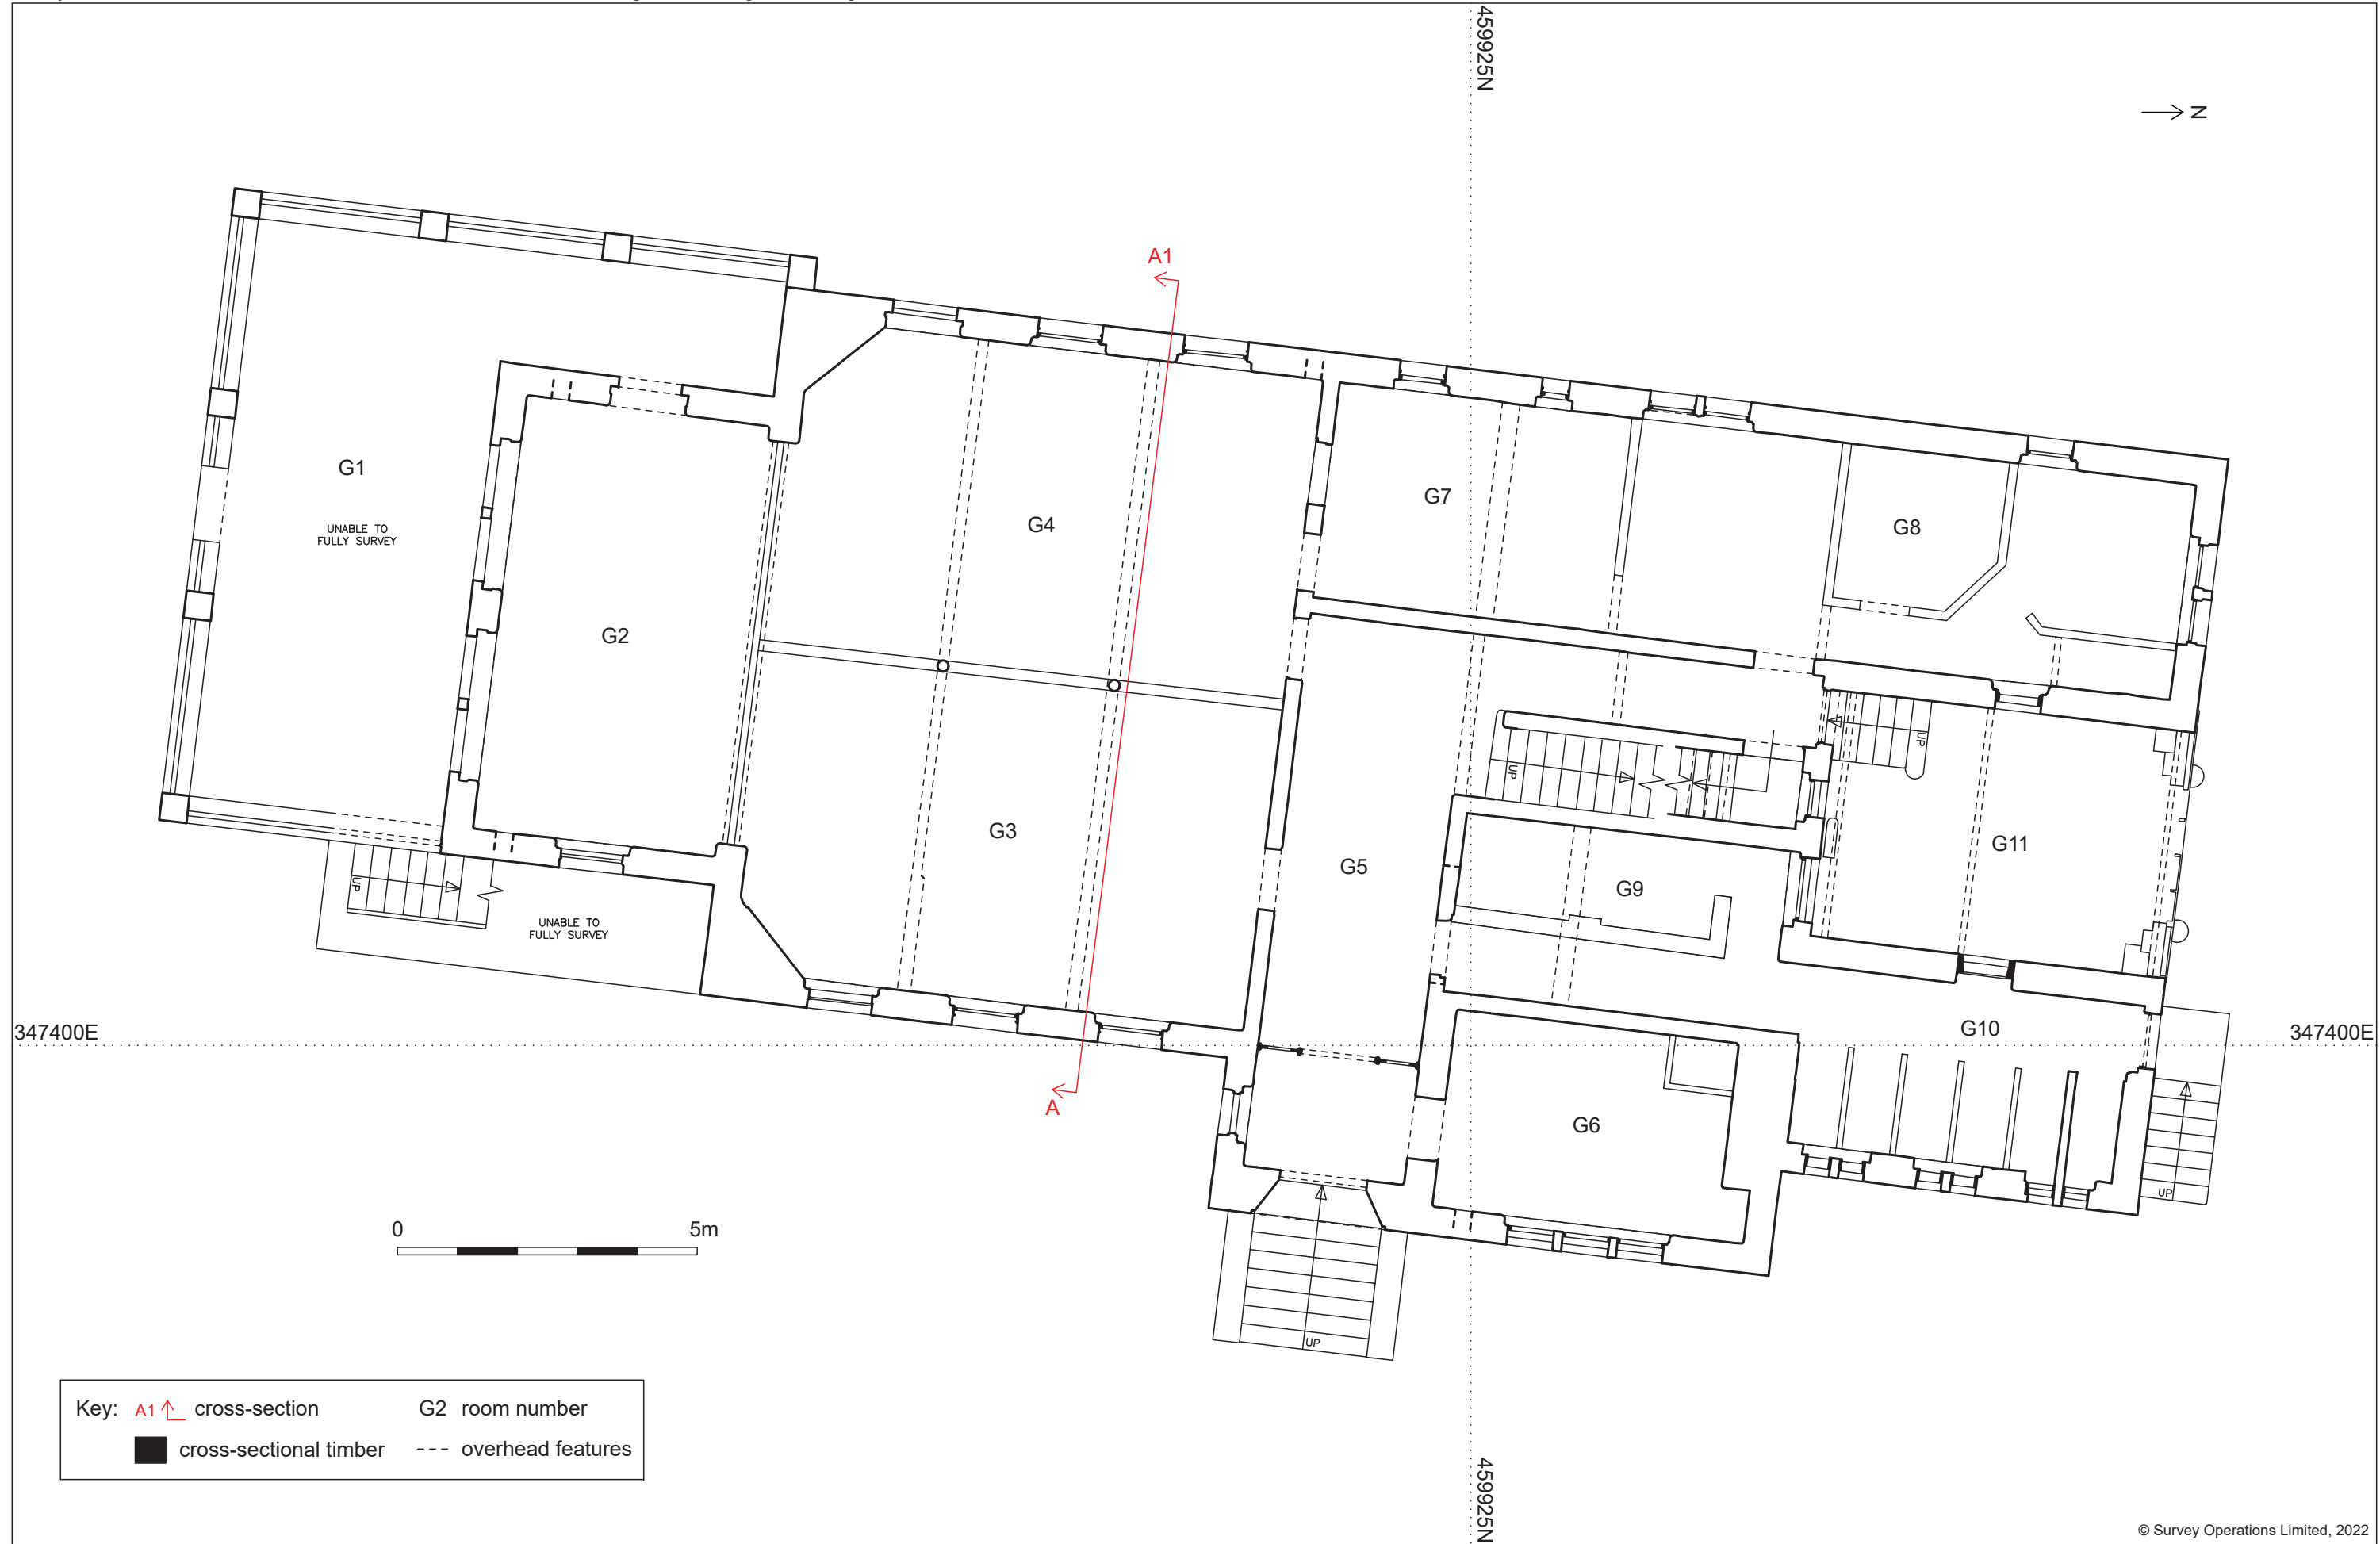 459925N
N
A1
G1
UNABLE TO
FULLY SURVEY
G4
G7
G8
G2
UP
UP
G3
G5
G9
G11
UP
UNABLE TO
FULLY SURVEY
347400E
G10
347400E
A
G6
UP
0 5m
UP
Key: A1 cross-section G2 room number
cross-sectional timber overhead features
459925N
© Survey Operations Limited, 2022